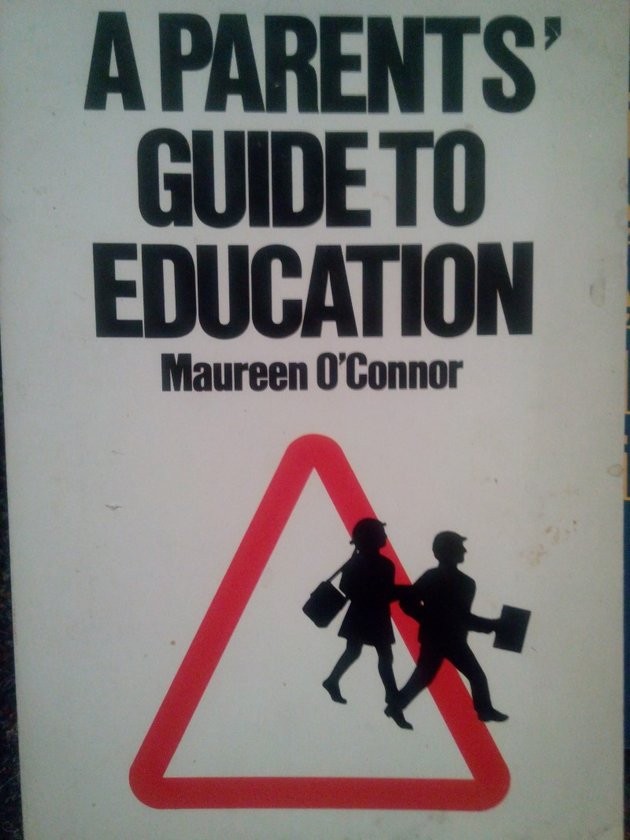 A PARENTS'
GUIDE TO
EDUCATION
Maureen O'Connor